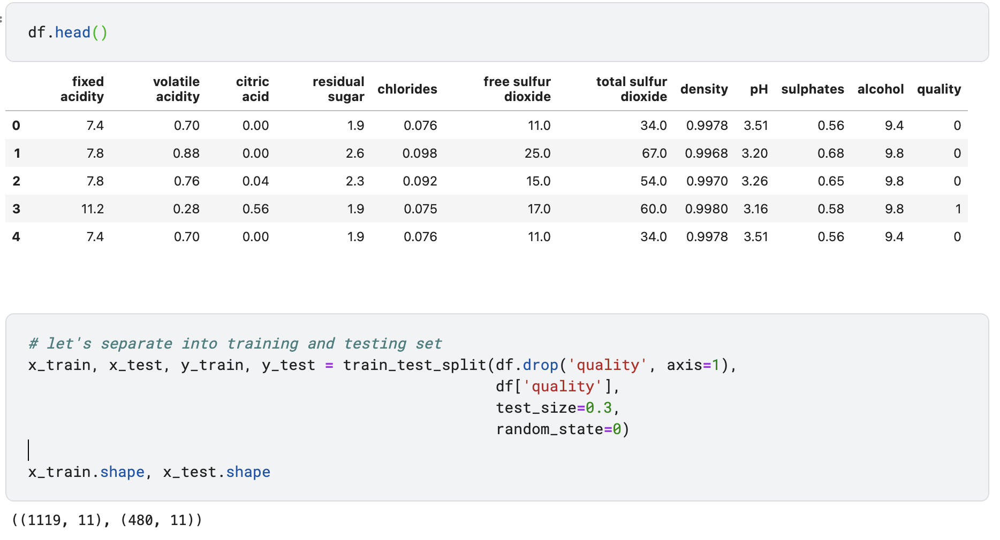 df.head()
fixed acidity volatile acidity citric acid residual sugar chlorides free sulfur dioxide total sulfur dioxide density pH sulphates alcohol quality
0 7.4 0.70 0.00 1.9 0.076 11.0 34.0 0.9978 3.51 0.56 9.4 0
1 7.8 0.88 0.00 2.6 0.098 25.0 67.0 0.9968 3.20 0.68 9.8 0
2 7.8 0.76 0.04 2.3 0.092 15.0 54.0 0.9970 3.26 0.65 9.8 0
3 11.2 0.28 0.56 1.9 0.075 17.0 60.0 0.9980 3.16 0.58 9.8 1
4 7.4 0.70 0.00 1.9 0.076 11.0 34.0 0.9978 3.51 0.56 9.4 0
# let's separate into training and testing set
x_train, x_test, y_train, y_test = train_test_split(df.drop('quality', axis=1),
df['quality'],
test_size=0.3,
random_state=0)
x_train.shape, x_test.shape
((1119, 11), (480, 11))